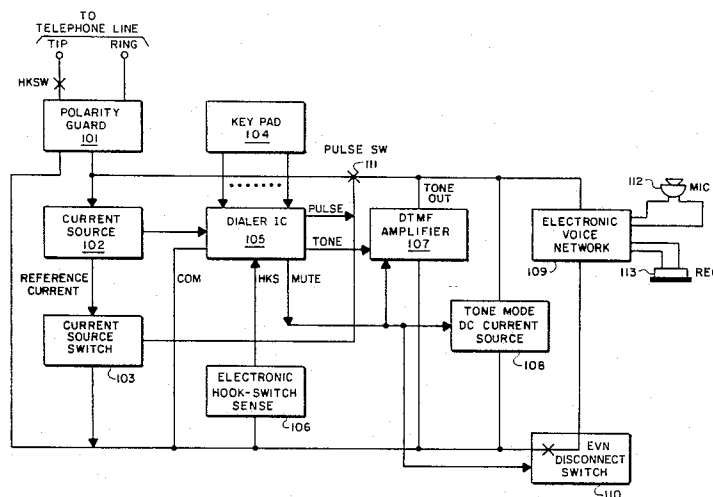 TO
TELEPHONE LINE
TIP
RING
HKSW
POLARITY
GUARD
101
KEY PAD
104
PULSE SW
111
TONE
OUT
112
MIC
CURRENT
SOURCE
102
DIALER IC
105
PULSE
TONE
DTMF
AMPLIFIER
107
ELECTRONIC
VOICE
NETWORK
109
113
REC
REFERENCE
CURRENT
COM
HKS
MUTE
CURRENT
SOURCE
SWITCH
103
TONE MODE
DC CURRENT
SOURCE
108
ELECTRONIC
HOOK-SWITCH
SENSE
106
EVN
DISCONNECT
SWITCH
110